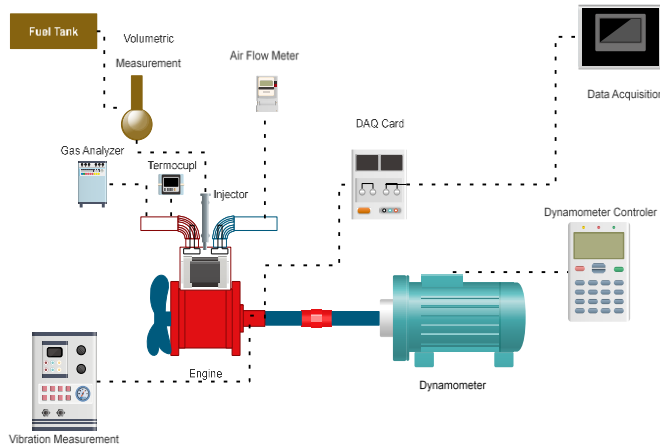 Fuel Tank
Volumetric
Measurement
Air Flow Meter
Data Acquisition
DAQ Card
Gas Analyzer
Termocupl
Injector
Dynamometer Controler
Engine
Dynamometer
Vibration Measurement